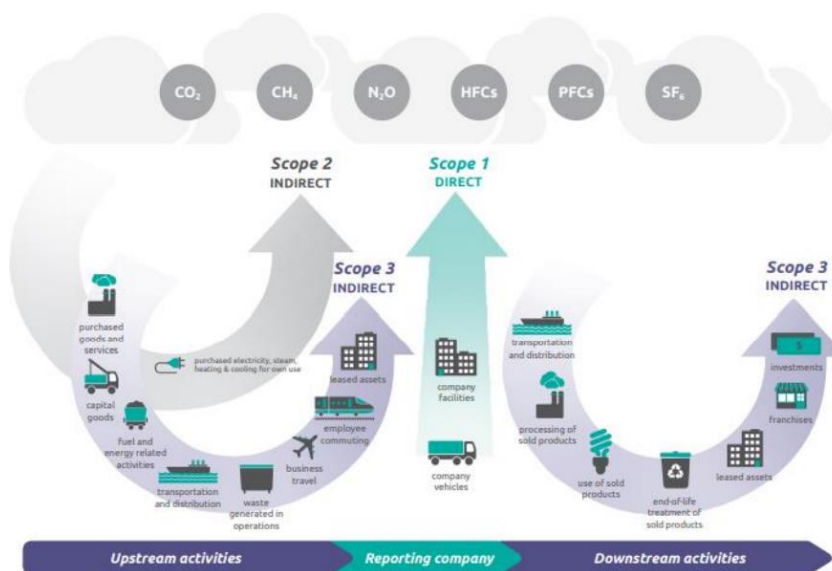 CO₂
CH₄
N₂O
HFCs
PFCs
SF₆
Scope 2
INDIRECT
Scope 1
DIRECT
Scope 3
INDIRECT
Scope 3
INDIRECT
purchased
goods and
services
capital
goods
fuel and
energy related
activities
transportation
and distribution
waste
generated in
operations
business
travel
employee
commuting
leased assets
purchased electricity, steam,
heating & cooling for own use
company
facilities
company
vehicles
transportation
and distribution
processing of
sold products
use of sold
products
end-of-life
treatment of
sold products
leased assets
franchises
investments
$
Upstream activities
Reporting company
Downstream activities